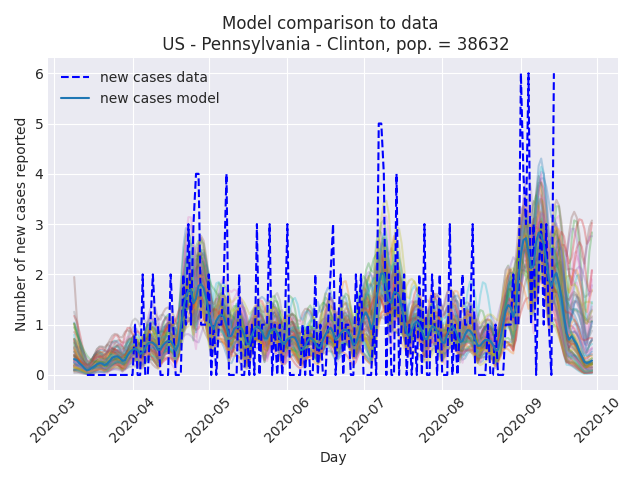 Model comparison to data
US - Pennsylvania - Clinton, pop. = 38632
new cases data
new cases model
Number of new cases reported
6
5
4
3
2
1
0
2020-03
2020-04
2020-05
2020-06
2020-07
2020-08
2020-09
2020-10
Day